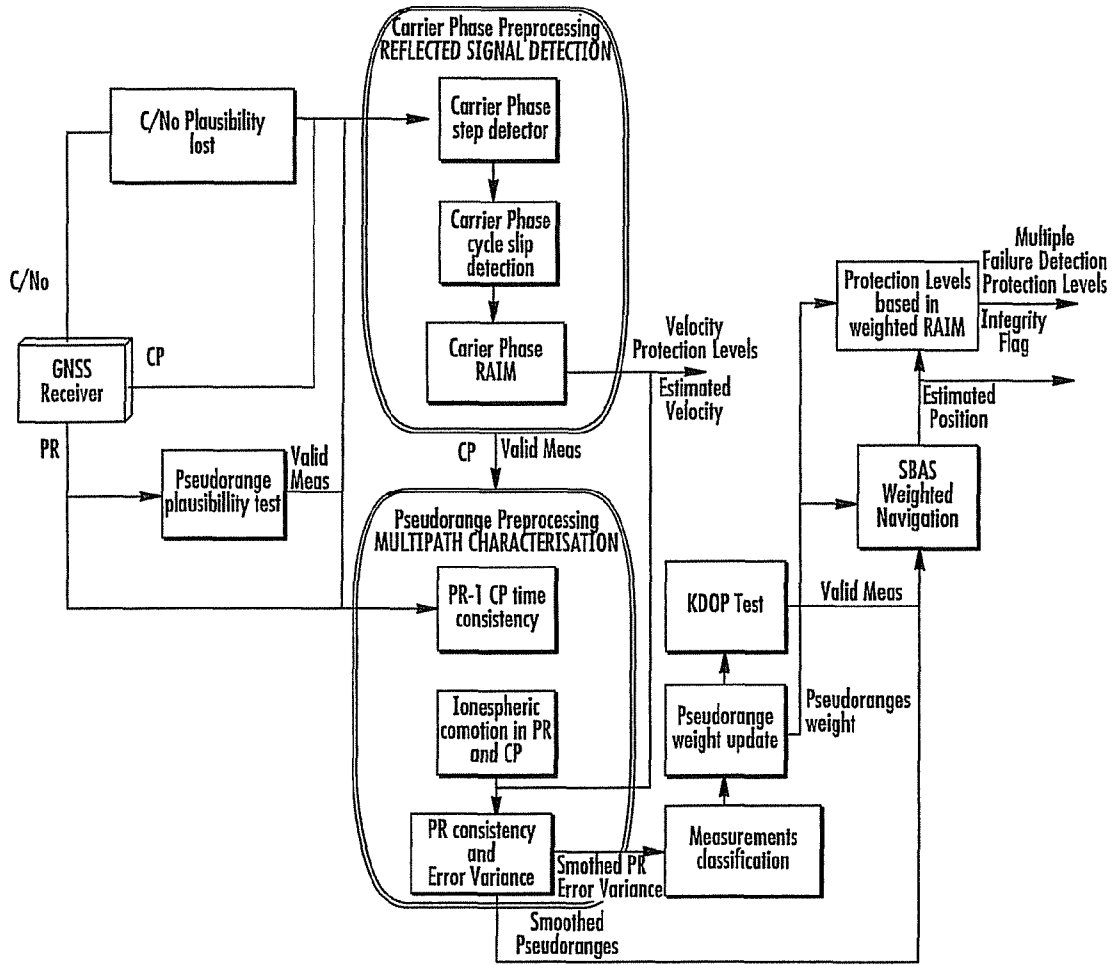 Carrier Phase Preprocessing
REFLECTED SIGNAL DETECTION
C/No Plausibility
lost
Carrier Phase
step detector
Carrier Phase
cycle slip
detection
C/No
Multiple
Failure Detection
Protection Levels
Protection Levels
based in
weighted RAIM
Integrity
Flag
GNSS
Receiver
CP
Carier Phase
RAIM
Velocity
Protection Levels
Estimated
Velocity
Estimated
Position
PR
CP
Valid Meas
Valid
Meas
Pseudorange
plausibillity test
SBAS
Weighted
Navigation
Pseudorange Preprocessing
MULTIPATH CHARACTERISATION
PR-1 CP time
consistency
KDOP Test
Valid Meas
Ionespheric
comotion in PR
and CP
Pseudorange
weight update
Pseudoranges
weight
PR consistency
and
Error Variance
Smothed PR
Error Variance
Measurements
classification
Smoothed
Pseudoranges